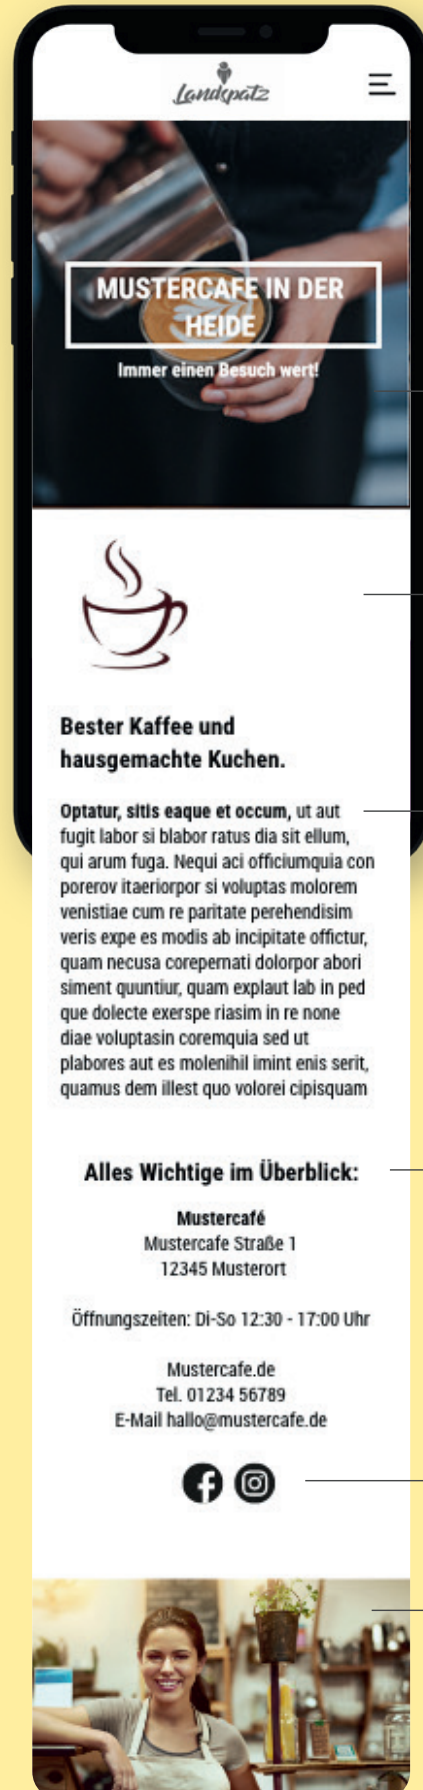 Landspatz
MUSTERCAFE IN DER
HEIDE
Immer einen Besuch wert!
Bester Kaffee und
hausgemachte Kuchen.
Optatur, sitis eaque et occum, ut aut
fugit labor si blabor ratus dia sit ellum,
qui arum fuga. Nequi aci officiumquia con
porerov itaeriorpor si voluptas molorem
venistiae cum re paritate perehendisim
veris expe es modis ab incipitate offictur,
quam necusa corepernati dolorpor abori
siment quuntiur, quam explaut lab in ped
que dolecte exerspe riasim in re none
diae voluptasin coremquia sed ut
plabores aut es molenihil imint enis serit,
quamus dem illest quo volorei cipisquam
Alles Wichtige im Überblick:
Mustercafé
Mustercafe Straße 1
12345 Musterort
Öffnungszeiten: Di-So 12:30 - 17:00 Uhr
Mustercafe.de
Tel. 01234 56789
E-Mail hallo@mustercafe.de